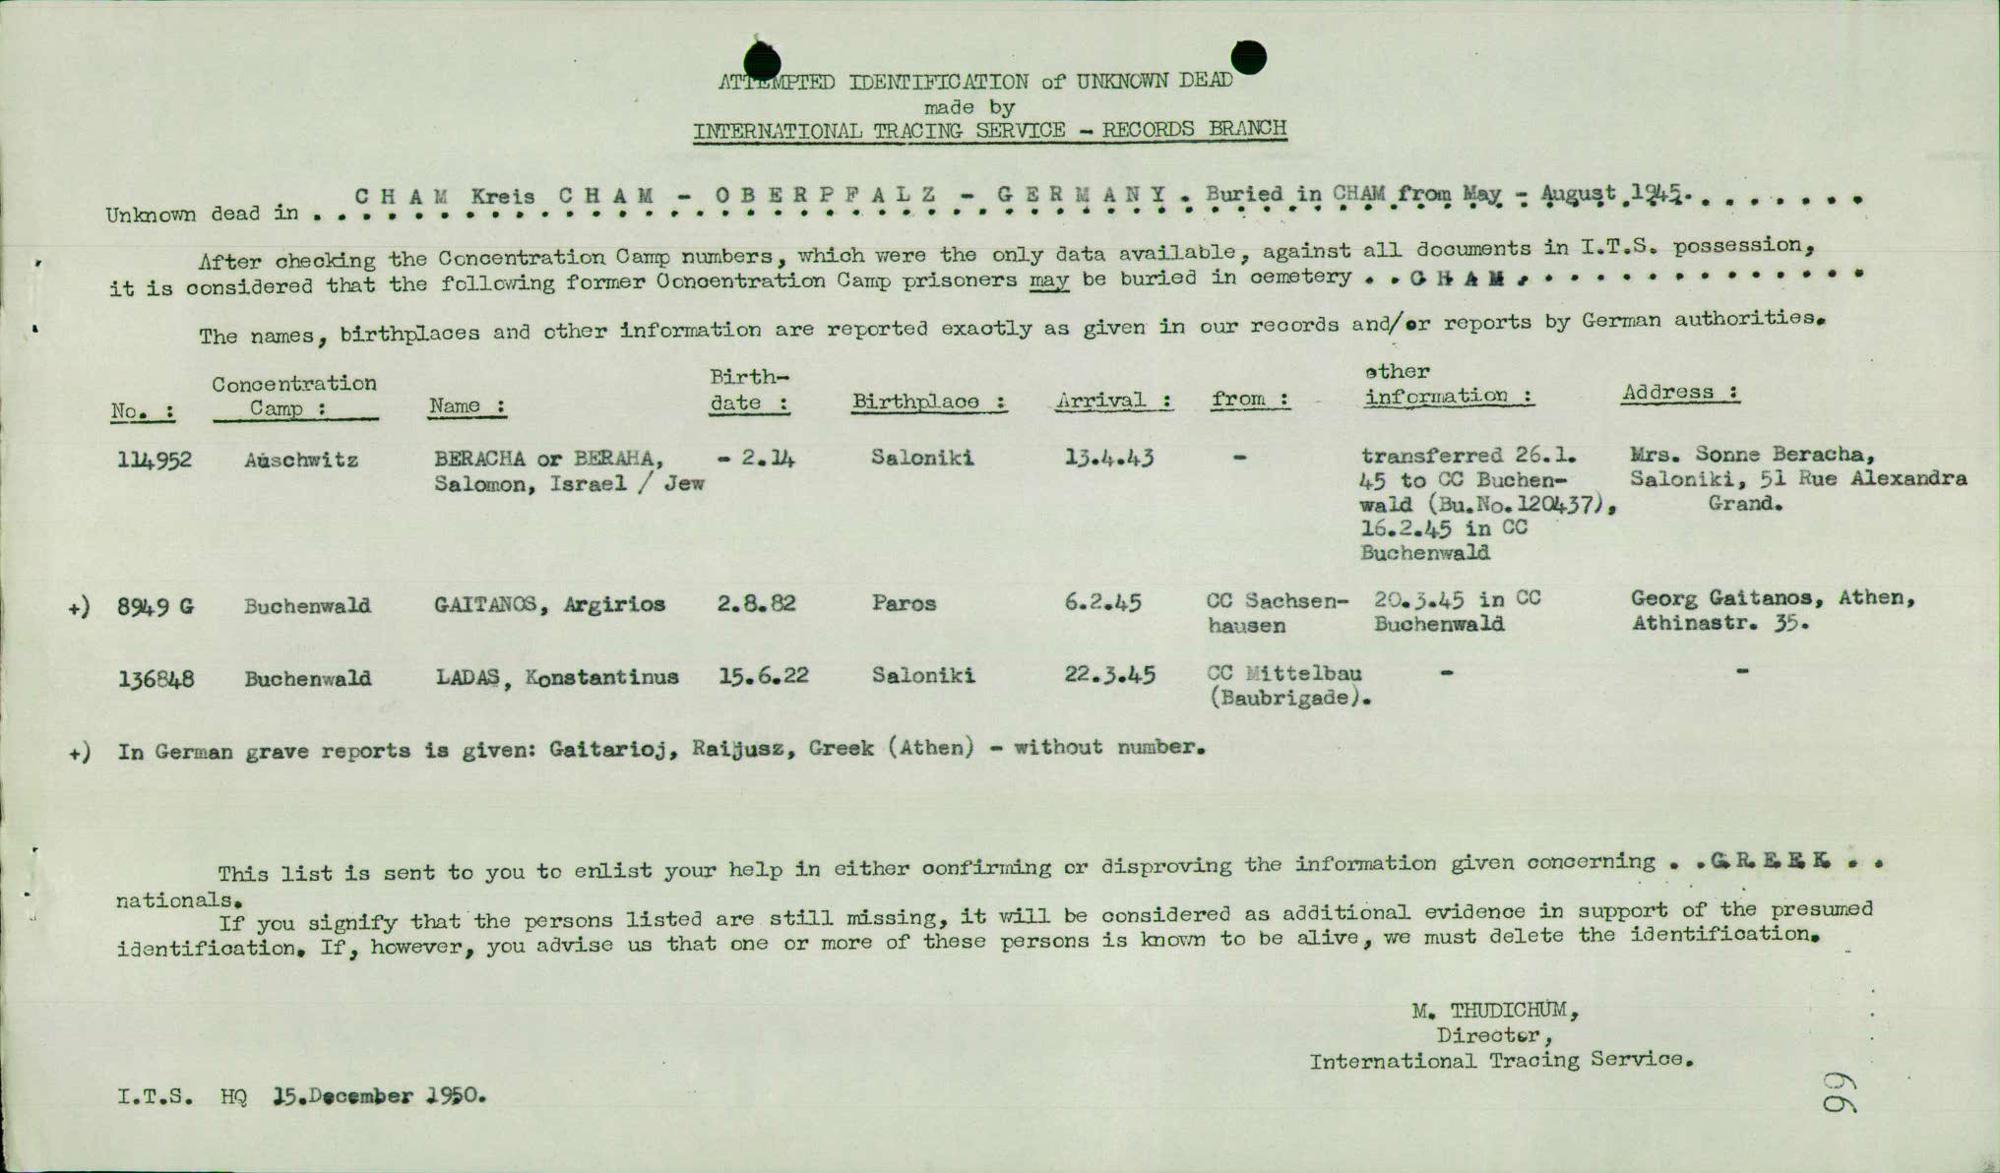 ATTEMPTED IDENTIFICATION of UNKNOWN DEAD
made by
INTERNATIONAL TRACING SERVICE - RECORDS BRANCH
Unknown dead in . . C H A M Kreis C H A M - O B E R P F A L Z - G E R M A N Y . Buried in CHAM from May - August 1945. . . . . . . .
After checking the Concentration Camp numbers, which were the only data available, against all documents in I.T.S. possession,
it is considered that the following former Concentration Camp prisoners may be buried in cemetery . . C H A M . . . . . . . . . . . . .
The names, birthplaces and other information are reported exactly as given in our records and/or reports by German authorities.
No. : Concentration Camp : Name : Birth-date : Birthplace : Arrival : from : other information : Address :
114952 Auschwitz BERACHA or BERAHA, - 2.14 Saloniki 13.4.43 - transferred 26.1. Mrs. Sonne Beracha,
Salomon, Israel / Jew 45 to CC Buchen- Saloniki, 51 Rue Alexandra
wald (Bu.No.120437), Grand.
16.2.45 in CC
Buchenwald
+) 8949 G Buchenwald GAITANOS, Argirios 2.8.82 Paros 6.2.45 CC Sachsen- 20.3.45 in CC Georg Gaitanos, Athen,
hausen Buchenwald Athinastr. 35.
136848 Buchenwald LADAS, Konstantinus 15.6.22 Saloniki 22.3.45 CC Mittelbau - -
(Baubrigade).
+) In German grave reports is given: Gaitarioj, Raijusz, Greek (Athen) - without number.
This list is sent to you to enlist your help in either confirming or disproving the information given concerning . . G R E E K . .
nationals.
If you signify that the persons listed are still missing, it will be considered as additional evidence in support of the presumed
identification. If, however, you advise us that one or more of these persons is known to be alive, we must delete the identification.
M. THUDICHUM,
Director,
International Tracing Service.
I.T.S. HQ 15.December 1950.
66